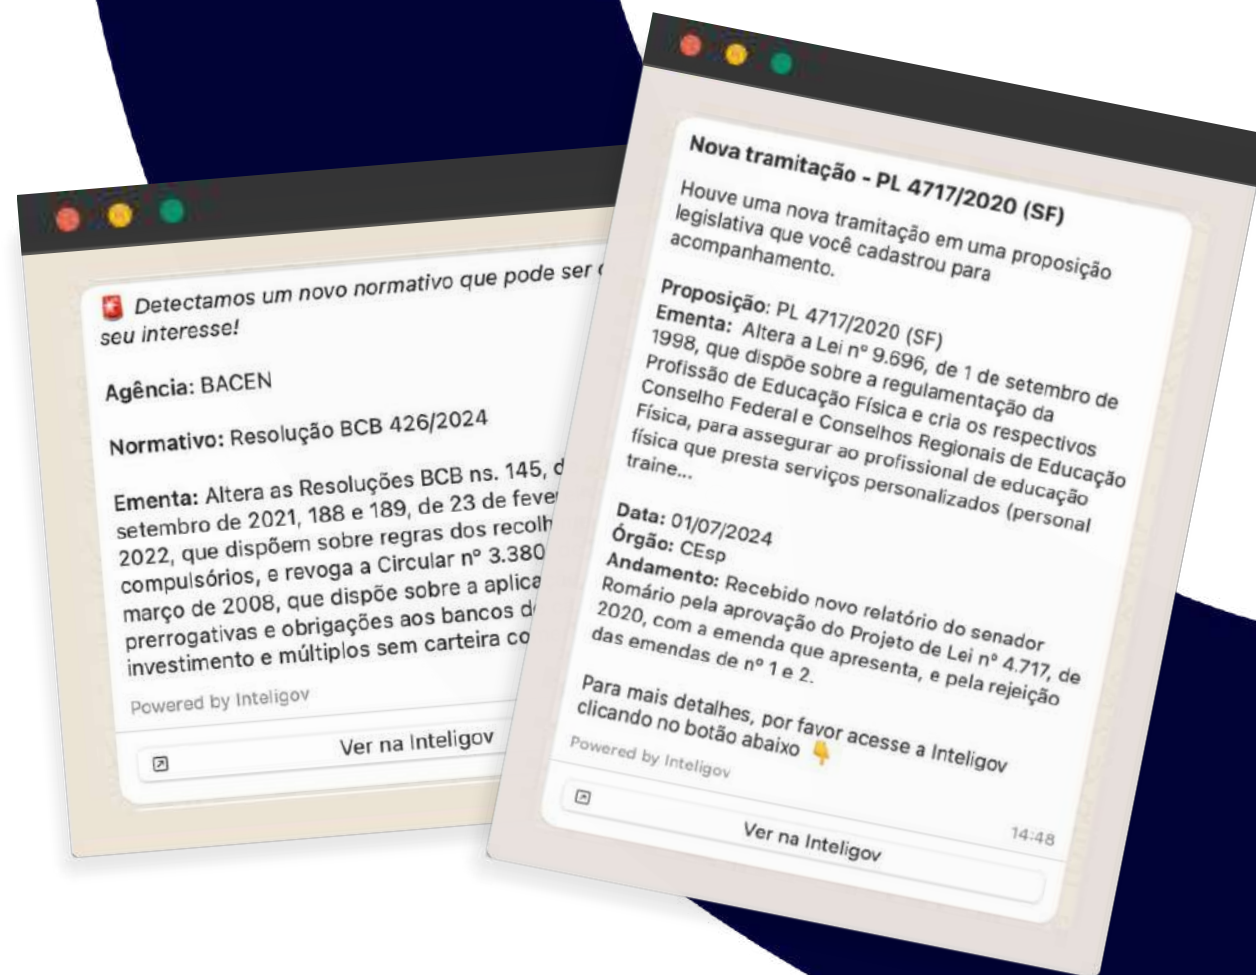 🚨 Detectamos um novo normativo que pode ser
seu interesse!
Agência: BACEN
Normativo: Resolução BCB 426/2024
Ementa: Altera as Resoluções BCB ns. 145,
setembro de 2021, 188 e 189, de 23 de
2022, que dispõem sobre regras dos
compulsórios, e revoga a Circular nº 3.380
março de 2008, que dispõe sobre a
prerrogativas e obrigações aos bancos
investimento e múltiplos sem carteira
Powered by Inteligov
Ver na Inteligov
Nova tramitação - PL 4717/2020 (SF)
Houve uma nova tramitação em uma proposição
legislativa que você cadastrou para
acompanhamento.
Proposição: PL 4717/2020 (SF)
Ementa: Altera a Lei nº 9.696, de 1 de setembro de
1998, que dispõe sobre a regulamentação da
Profissão de Educação Física e cria os respectivos
Conselho Federal e Conselhos Regionais de Educação
Física, para assegurar ao profissional de educação
física que presta serviços personalizados (personal
traine...
Data: 01/07/2024
Órgão: CEsp
Andamento: Recebido novo relatório do senador
Romário pela aprovação do Projeto de Lei nº 4.717, de
2020, com a emenda que apresenta, e pela rejeição
das emendas de nº 1 e 2.
Para mais detalhes, por favor acesse a Inteligov
clicando no botão abaixo 👇
Powered by Inteligov
14:48
Ver na Inteligov